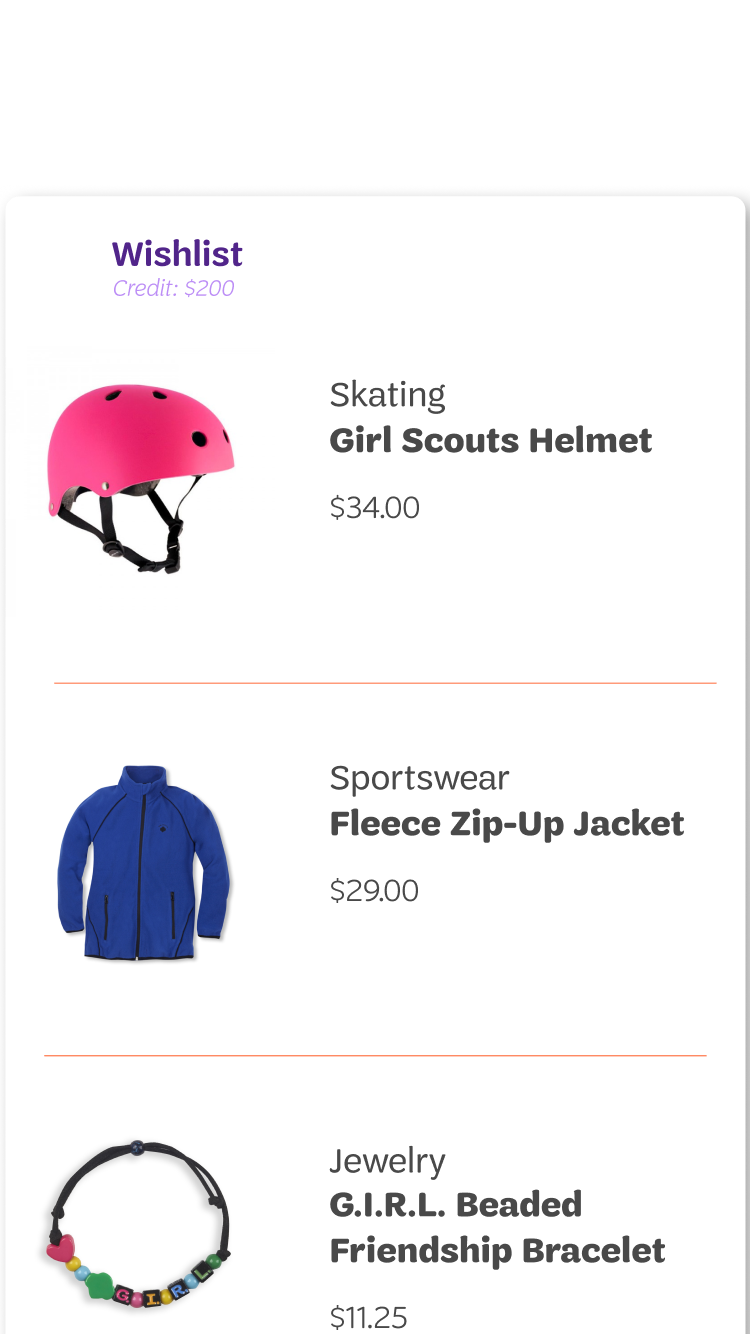 Wishlist
Credit: $200
Skating
Girl Scouts Helmet
$34.00
Sportswear
Fleece Zip-Up Jacket
$29.00
Jewelry
G.I.R.L. Beaded
Friendship Bracelet
$11.25
G I R L